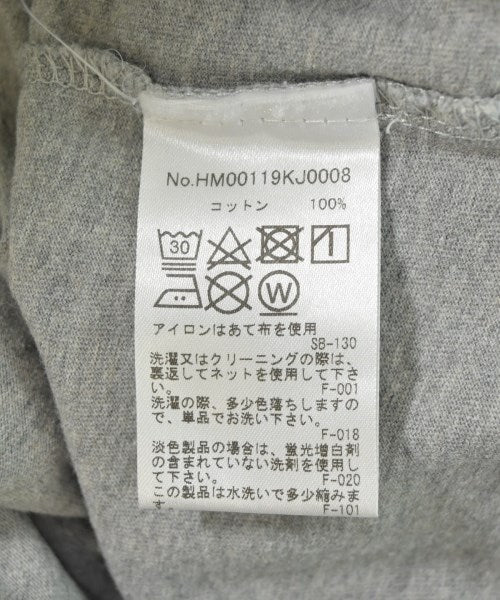 No.HM00119KJ0008
コットン 100%
30
W
アイロンはあて布を使用
SB-130
洗濯又はクリーニングの際は、
裏返してネットを使用して下さ
い。 F-001
洗濯の際、多少色落ちしますの
で、単品でお洗い下さい。
F-018
淡色製品の場合は、蛍光増白剤
の含まれていない洗剤を使用し
て下さい。 F-020
この製品は水洗いで多少縮みま
す F-101